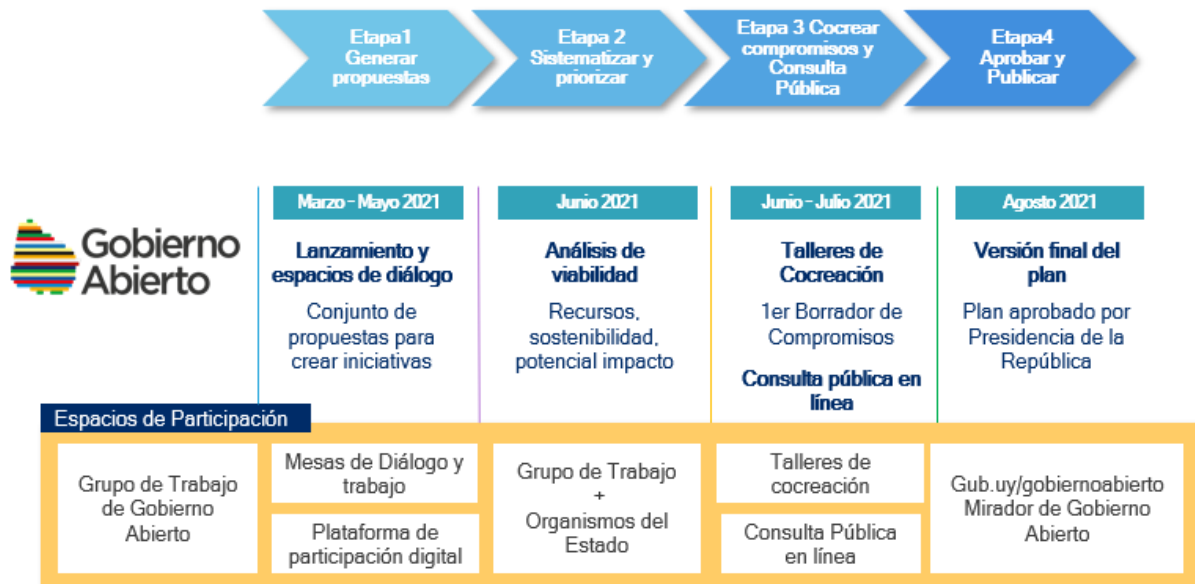 Etapa1
Generar
propuestas
Etapa 2
Sistematizar y
priorizar
Etapa 3 Cocrear
compromisos y
Consulta
Pública
Etapa4
Aprobar y
Publicar
Gobierno
Abierto
Marzo - Mayo 2021
Lanzamiento y
espacios de diálogo
Conjunto de
propuestas para
crear iniciativas
Junio 2021
Análisis de
viabilidad
Recursos,
sostenibilidad,
potencial impacto
Junio - Julio 2021
Talleres de
Cocreación
1er Borrador de
Compromisos
Consulta pública en
línea
Agosto 2021
Versión final del
plan
Plan aprobado por
Presidencia de la
República
Espacios de Participación
Grupo de Trabajo
de Gobierno
Abierto
Mesas de Diálogo y
trabajo
Plataforma de
participación digital
Grupo de Trabajo
+
Organismos del
Estado
Talleres de
cocreación
Consulta Pública
en línea
Gub.uy/gobiernoabierto
Mirador de Gobierno
Abierto